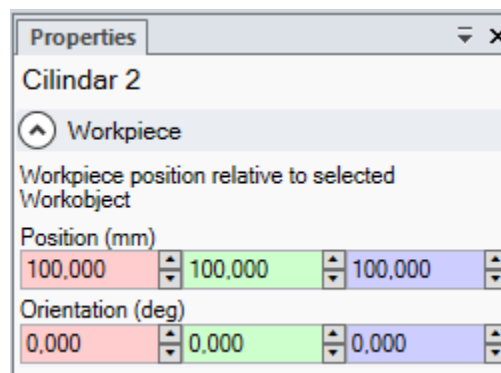 Properties
Cilindar 2
Workpiece
Workpiece position relative to selected
Workobject
Position (mm)
100,000 100,000 100,000
Orientation (deg)
0,000 0,000 0,000